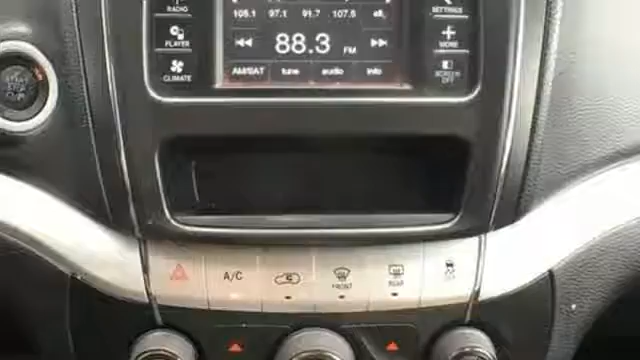 RADIO
105.1 97.1 91.7 107.5
SETTINGS
PLAYER
88.3 FM
MORE
CLIMATE
AM/SAT tune audio info
SCREEN OFF
A/C
FRONT
REAR